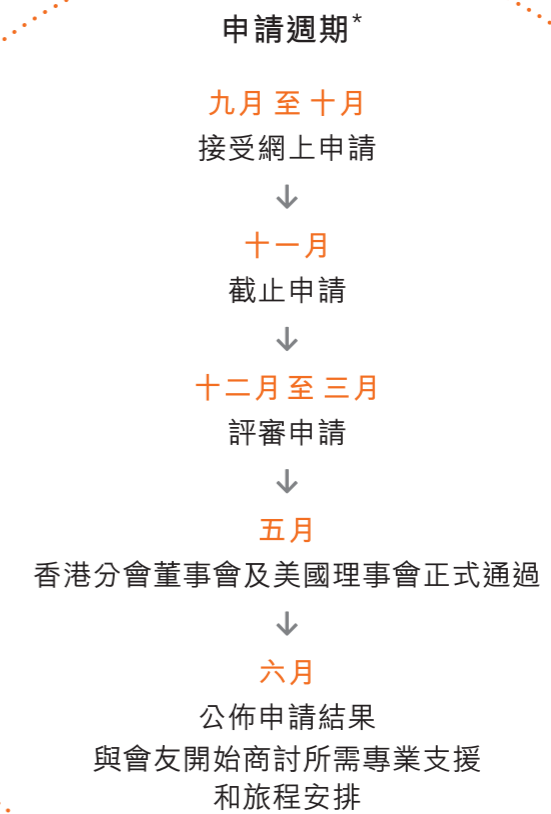 申請週期*
九月 至 十月
接受網上申請
↓
十一月
截止申請
↓
十二月 至 三月
評審申請
↓
五月
香港分會董事會及美國理事會正式通過
↓
六月
公佈申請結果
與會友開始商討所需專業支援
和旅程安排